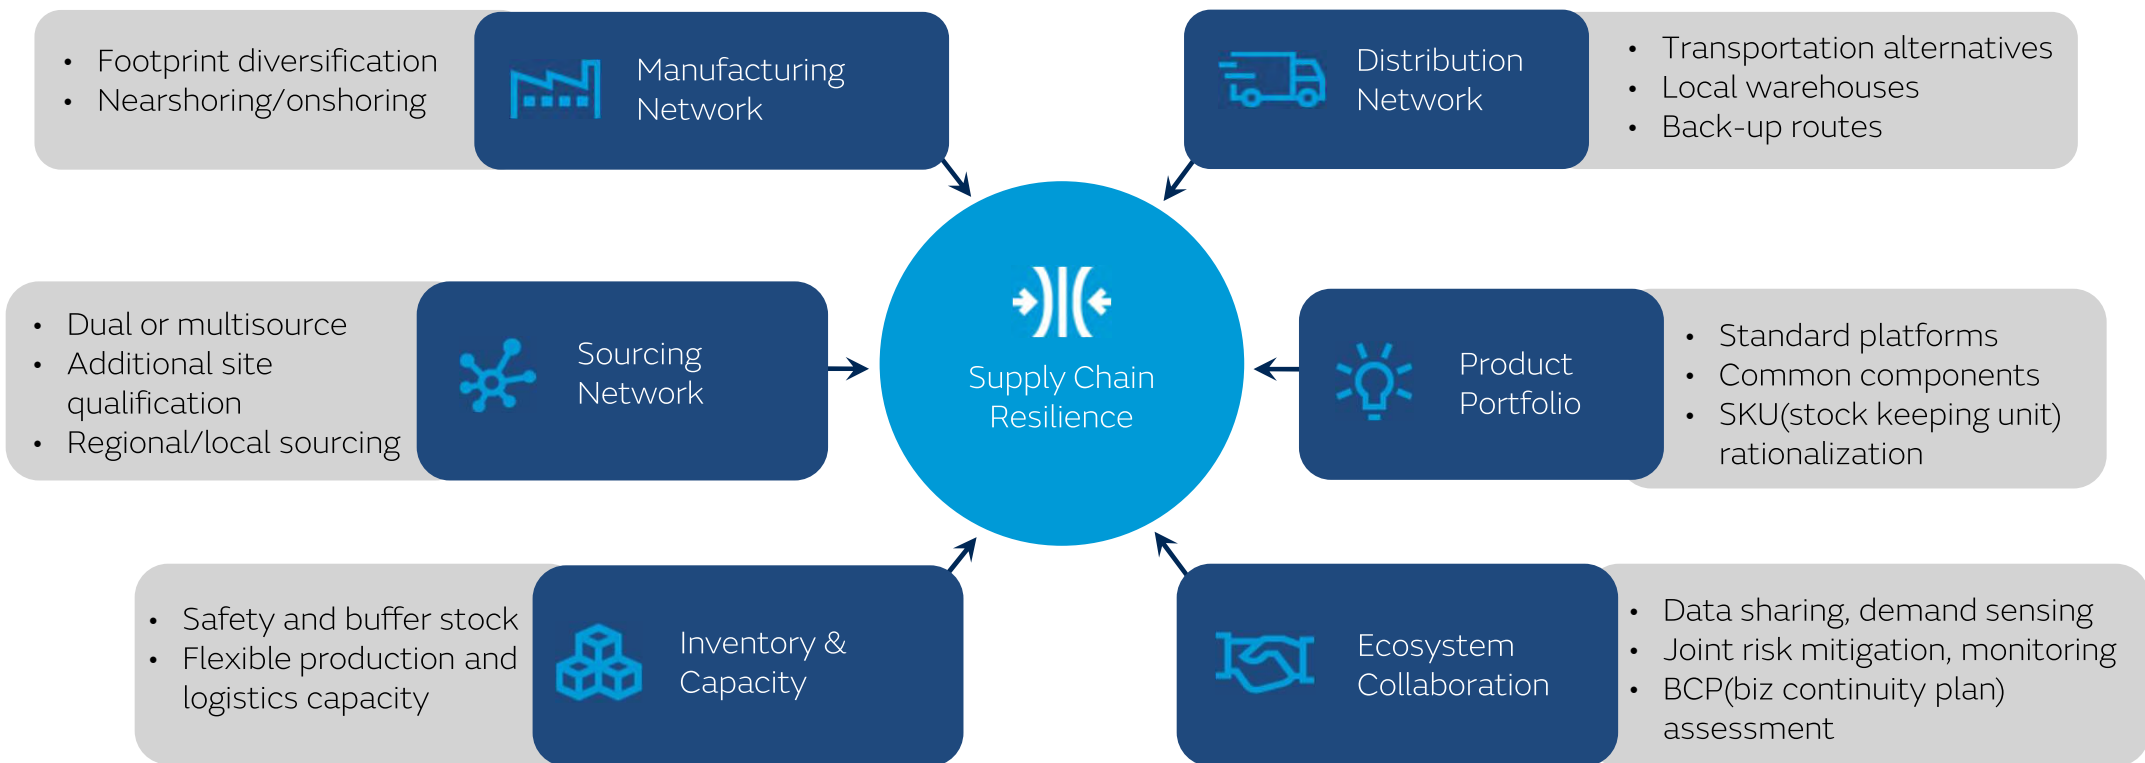 • Footprint diversification
• Nearshoring/onshoring
Manufacturing
Network
Distribution
Network
• Transportation alternatives
• Local warehouses
• Back-up routes
• Dual or multisource
• Additional site
qualification
• Regional/local sourcing
Sourcing
Network
Supply Chain
Resilience
Product
Portfolio
• Standard platforms
• Common components
• SKU(stock keeping unit)
rationalization
• Safety and buffer stock
• Flexible production and
logistics capacity
Inventory &
Capacity
Ecosystem
Collaboration
• Data sharing, demand sensing
• Joint risk mitigation, monitoring
• BCP(biz continuity plan)
assessment